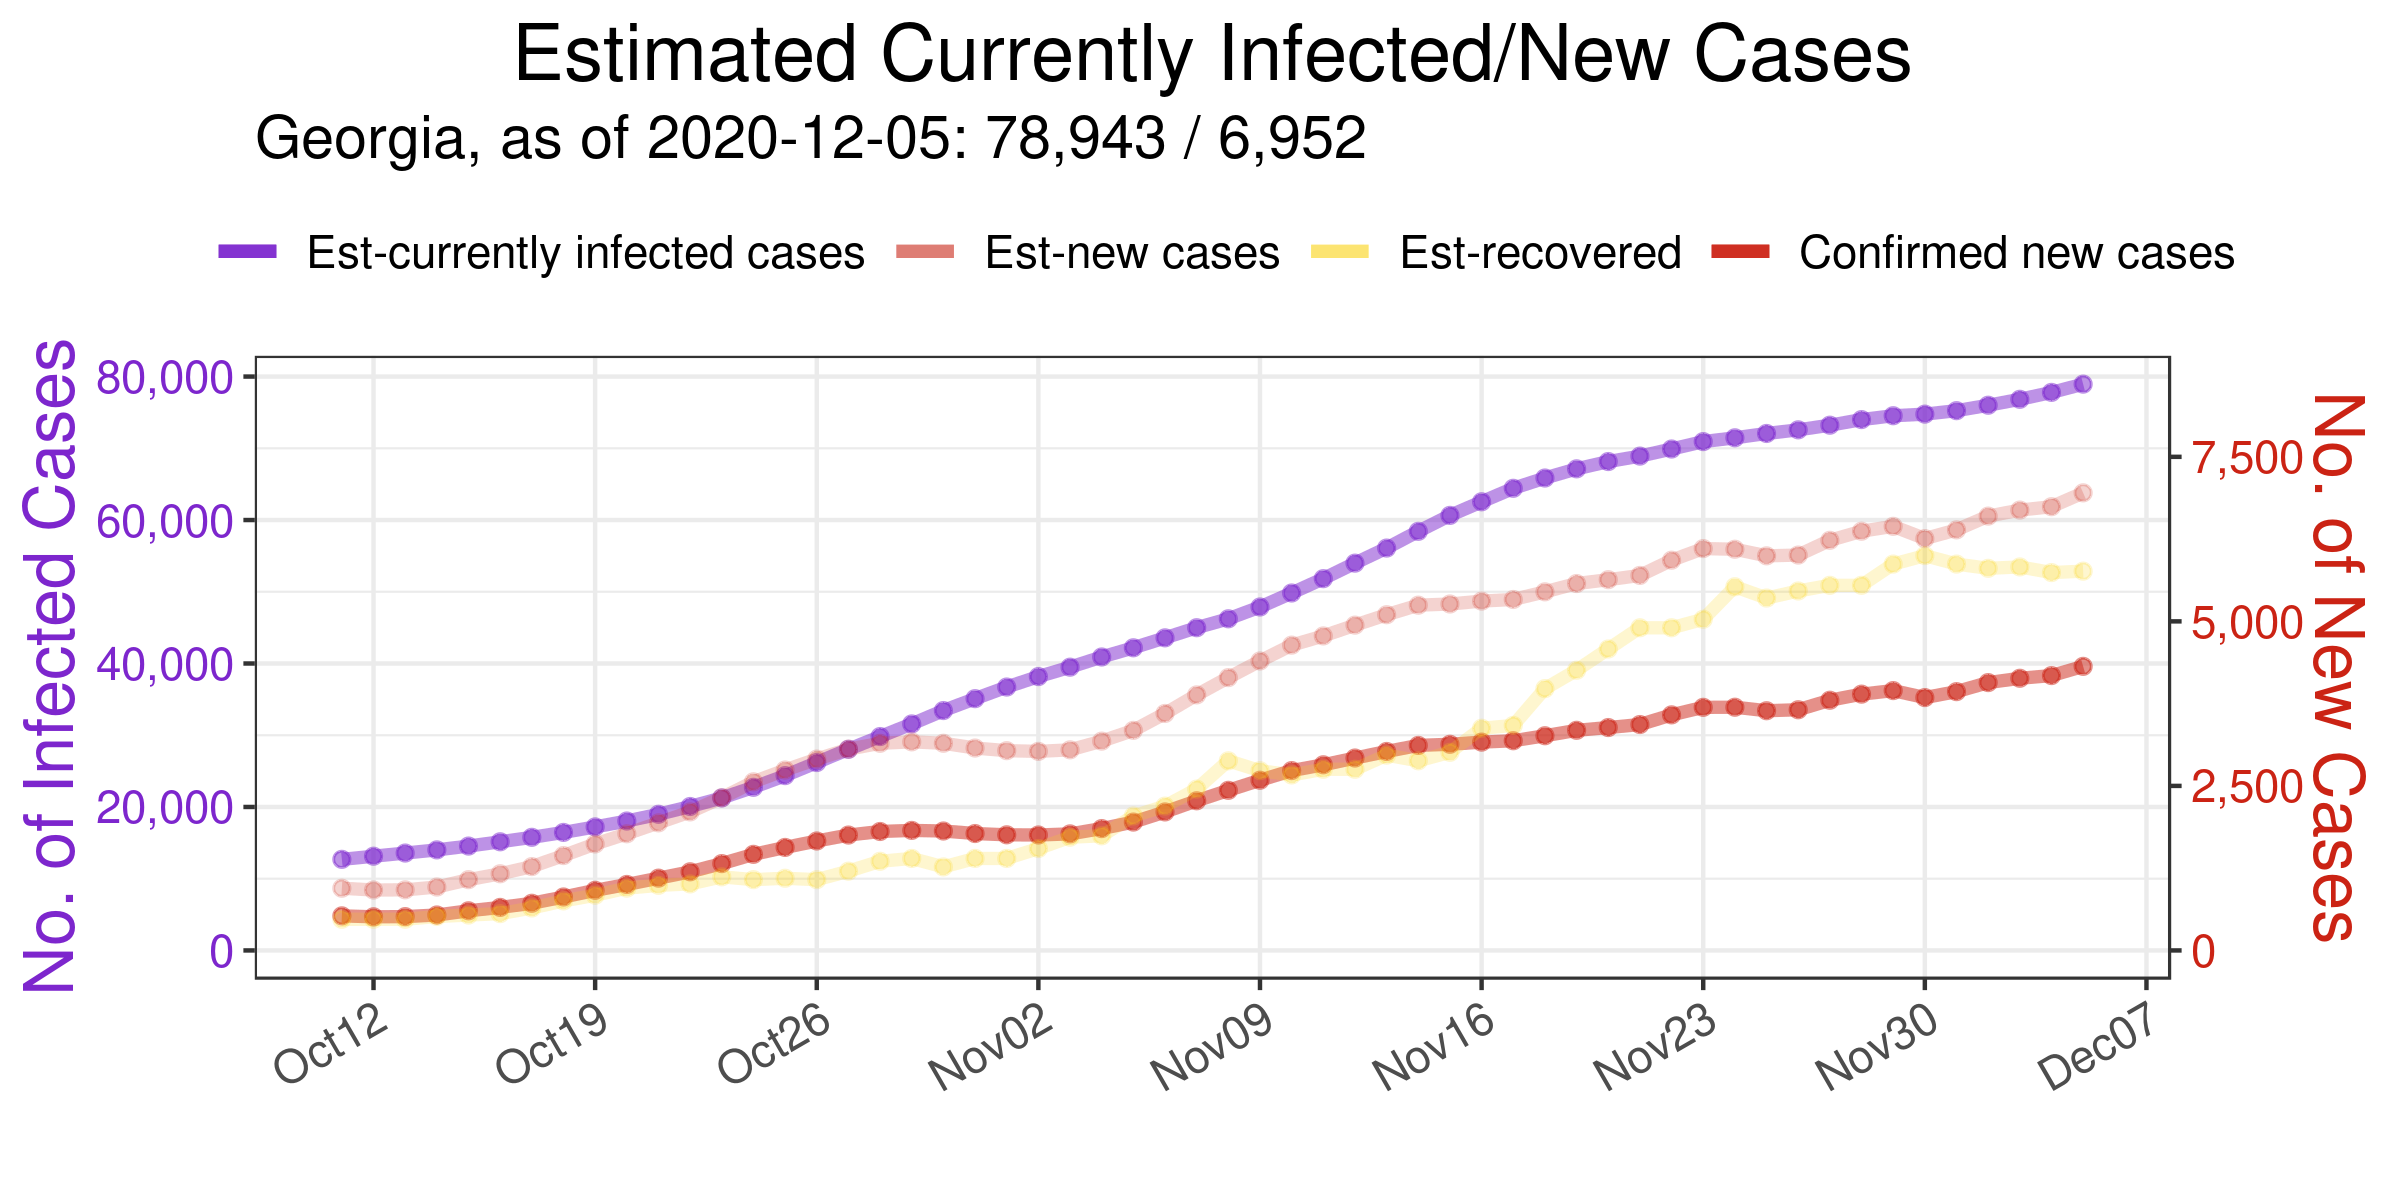 Estimated Currently Infected/New Cases
Georgia, as of 2020-12-05: 78,943 / 6,952
Est-currently infected cases Est-new cases Est-recovered Confirmed new cases
No. of Infected Cases
80,000
60,000
40,000
20,000
0
No. of New Cases
7,500
5,000
2,500
0
Oct12 Oct19 Oct26 Nov02 Nov09 Nov16 Nov23 Nov30 Dec07